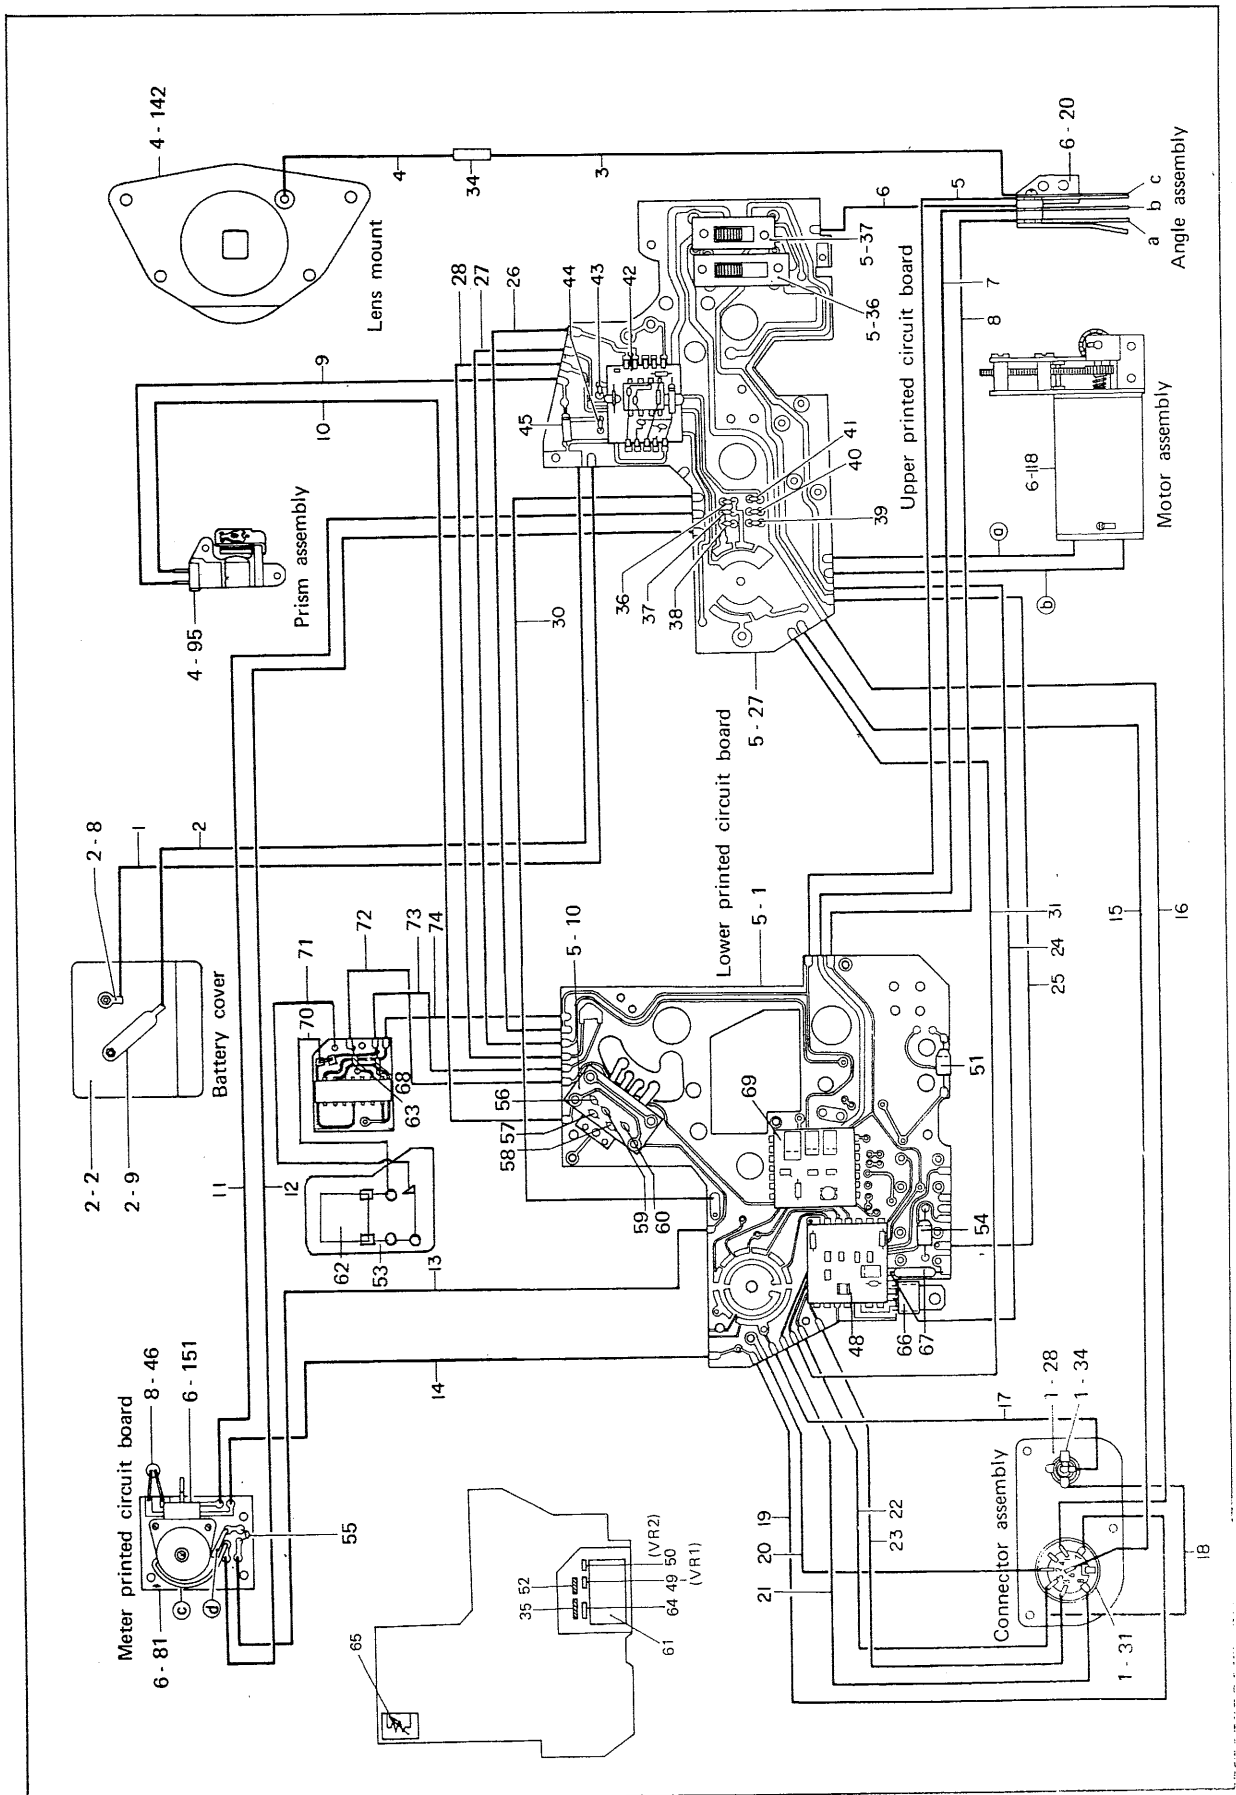 4 - 142
Lens mount
4
34
3
6 - 20
c
b
a
Angle assembly
5
6
7
8
5-37
5-36
Upper printed circuit board
28
27
26
44
43
42
45
9
10
41
40
39
36
37
38
5 - 27
Prism assembly
4 - 95
30
6-118
Motor assembly
a
b
Lower printed circuit board
5 - 1
5 - 10
1
2
2 - 8
Battery cover
2 - 2
2 - 9
71
70
72
73
74
68
63
62
53
11
12
13
14
56
57
58
59
60
69
51
54
48
66
67
31
24
25
15
16
Meter printed circuit board
8 - 46
6 - 151
6 - 81
c
d
55
65
35
52
64
49
(VR1)
50
(VR2)
61
19
20
21
22
23
17
18
1 - 28
1 - 34
1 - 31
Connector assembly